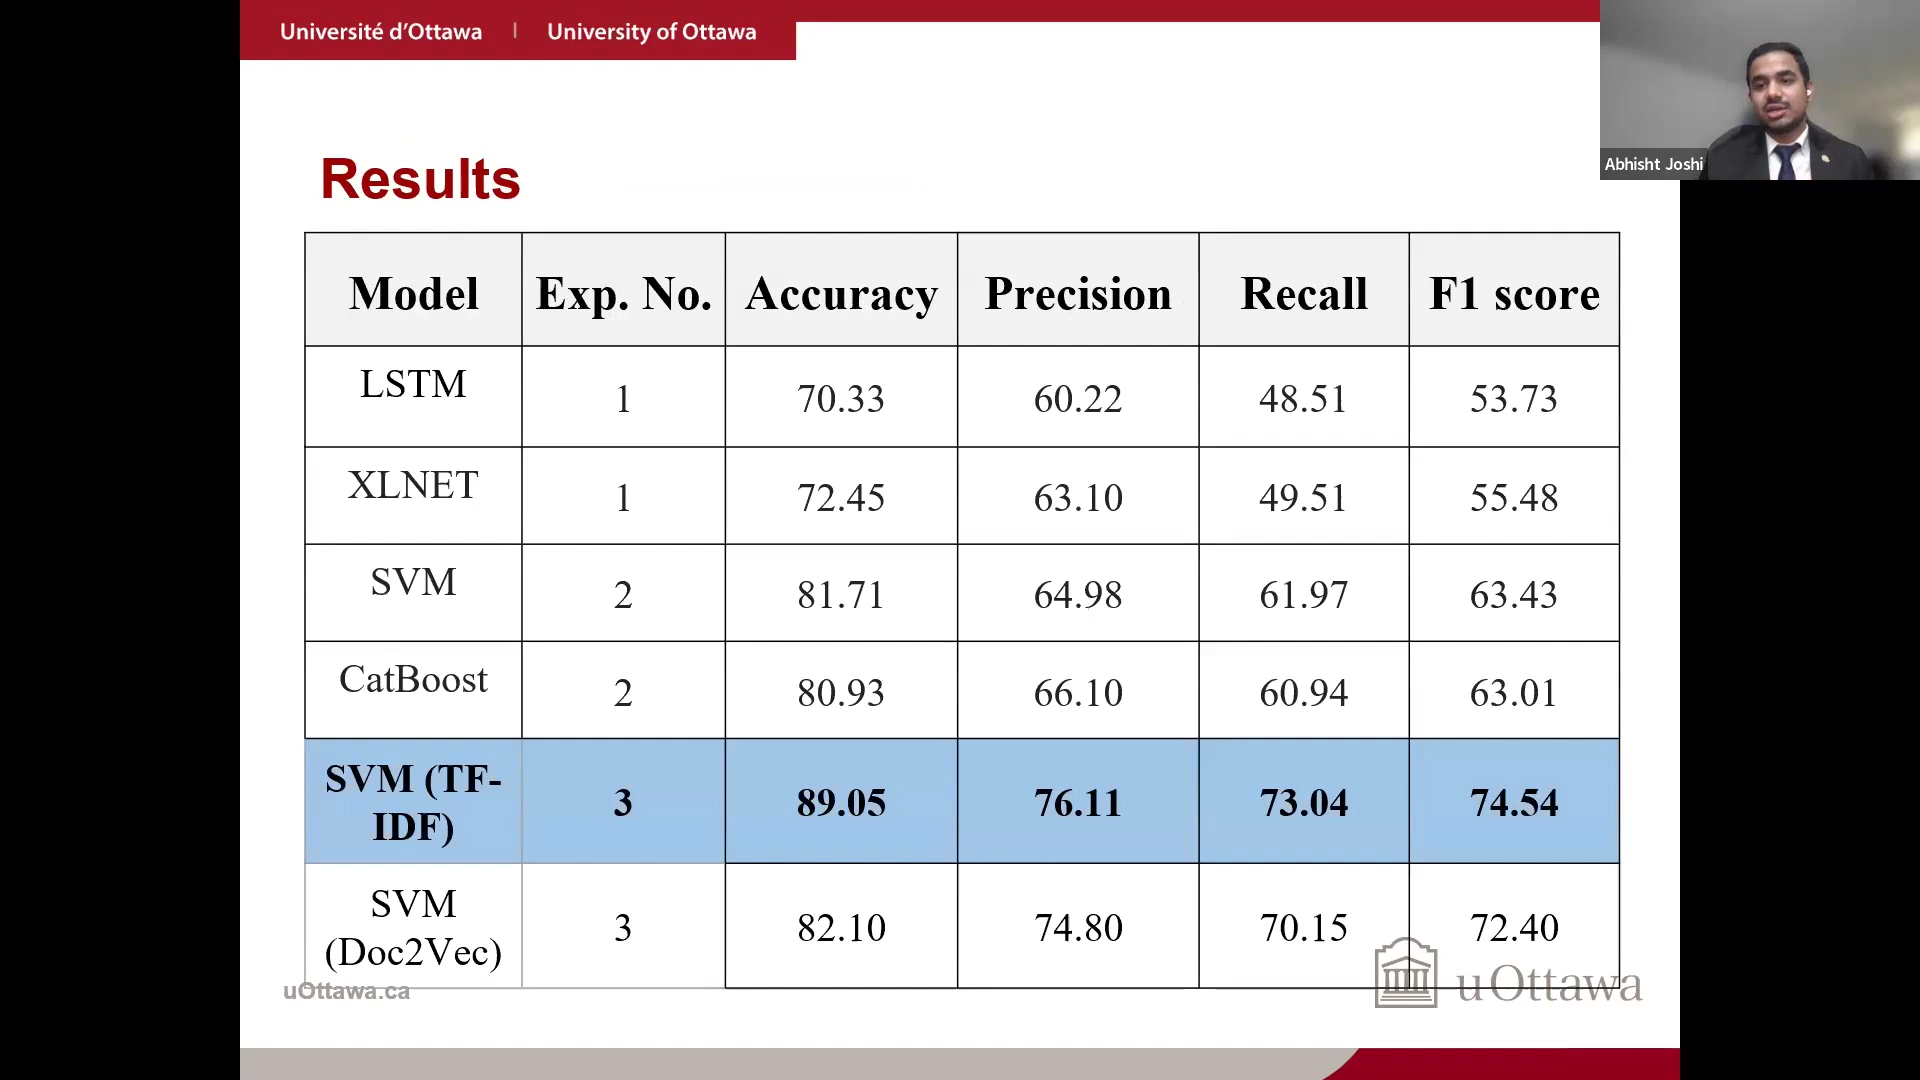 Université d'Ottawa | University of Ottawa
Abhisht Joshi
Results
Model Exp. No. Accuracy Precision Recall F1 score
LSTM 1 70.33 60.22 48.51 53.73
XLNET 1 72.45 63.10 49.51 55.48
SVM 2 81.71 64.98 61.97 63.43
CatBoost 2 80.93 66.10 60.94 63.01
SVM (TF-
IDF) 3 89.05 76.11 73.04 74.54
SVM
(Doc2Vec) 3 82.10 74.80 70.15 72.40
uOttawa.ca
uOttawa